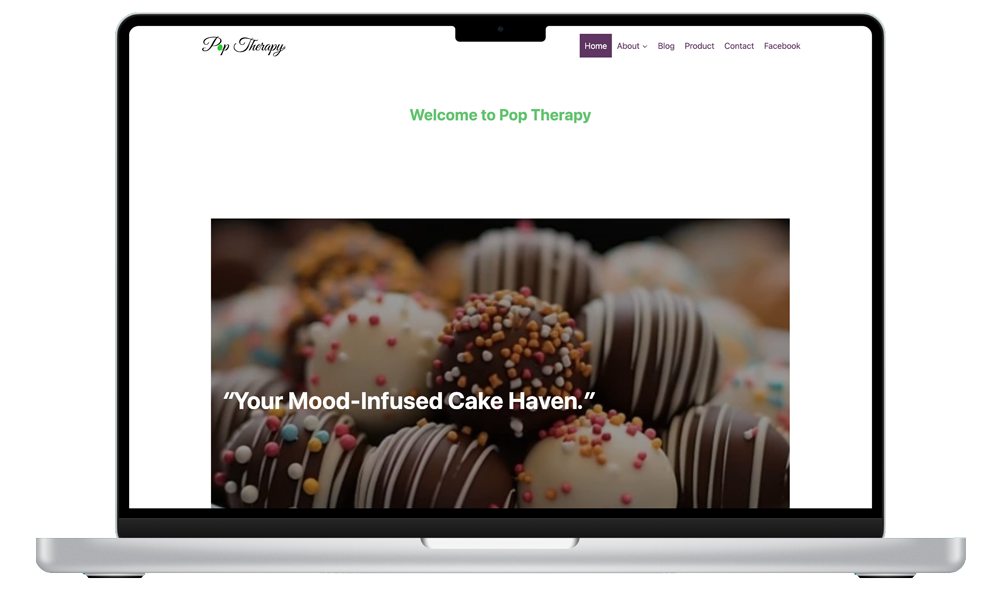 Pop Therapy
Home About Blog Product Contact Facebook
Welcome to Pop Therapy
“Your Mood-Infused Cake Haven.”